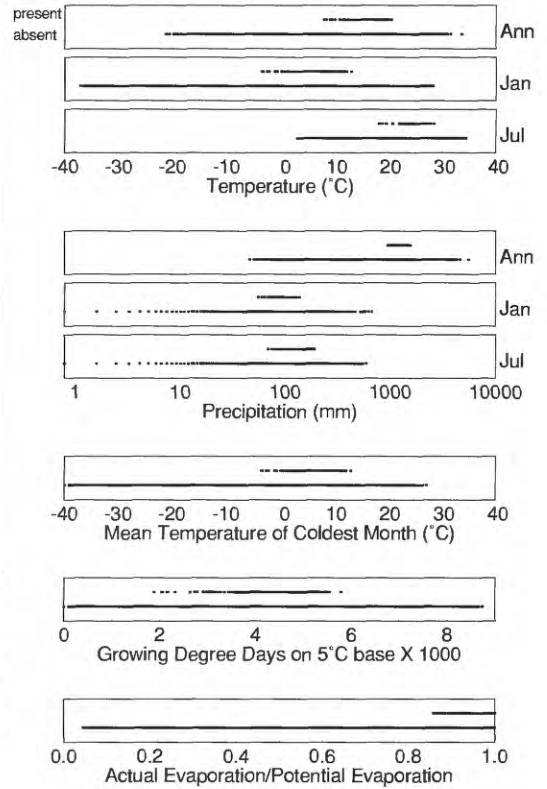 present
absent
Ann
Jan
Jul
-40 -30 -20 -10 0 10 20 30 40
Temperature (˚C)
Ann
Jan
Jul
1 10 100 1000 10000
Precipitation (mm)
-40 -30 -20 -10 0 10 20 30 40
Mean Temperature of Coldest Month (˚C)
0 2 4 6 8
Growing Degree Days on 5˚C base X 1000
0.0 0.2 0.4 0.6 0.8 1.0
Actual Evaporation/Potential Evaporation